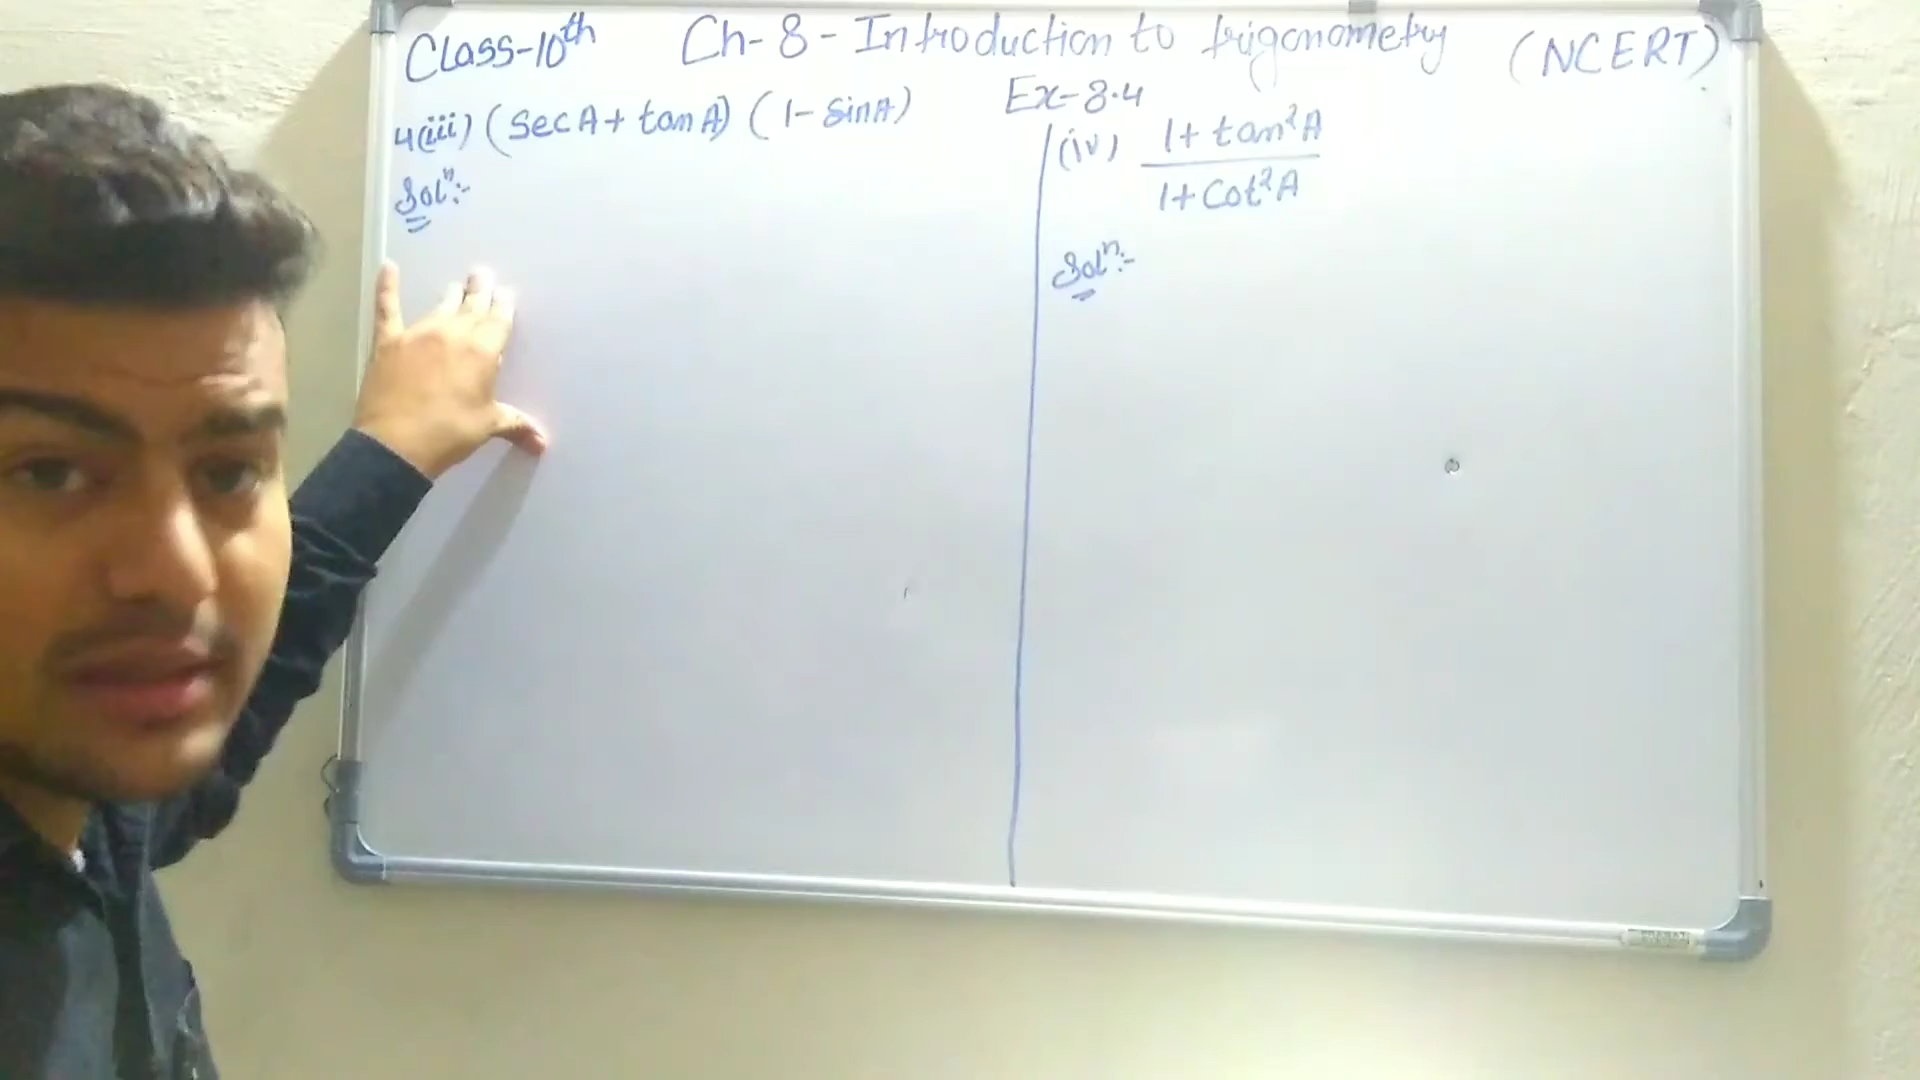 Class-10th Ch-8- Introduction to trigonometry (NCERT)
Ex-8.4
4(iii) (Sec A + tan A) (1 - Sin A)
Solⁿ:-
(iv) 1 + tan²A
1 + Cot²A
Solⁿ:-